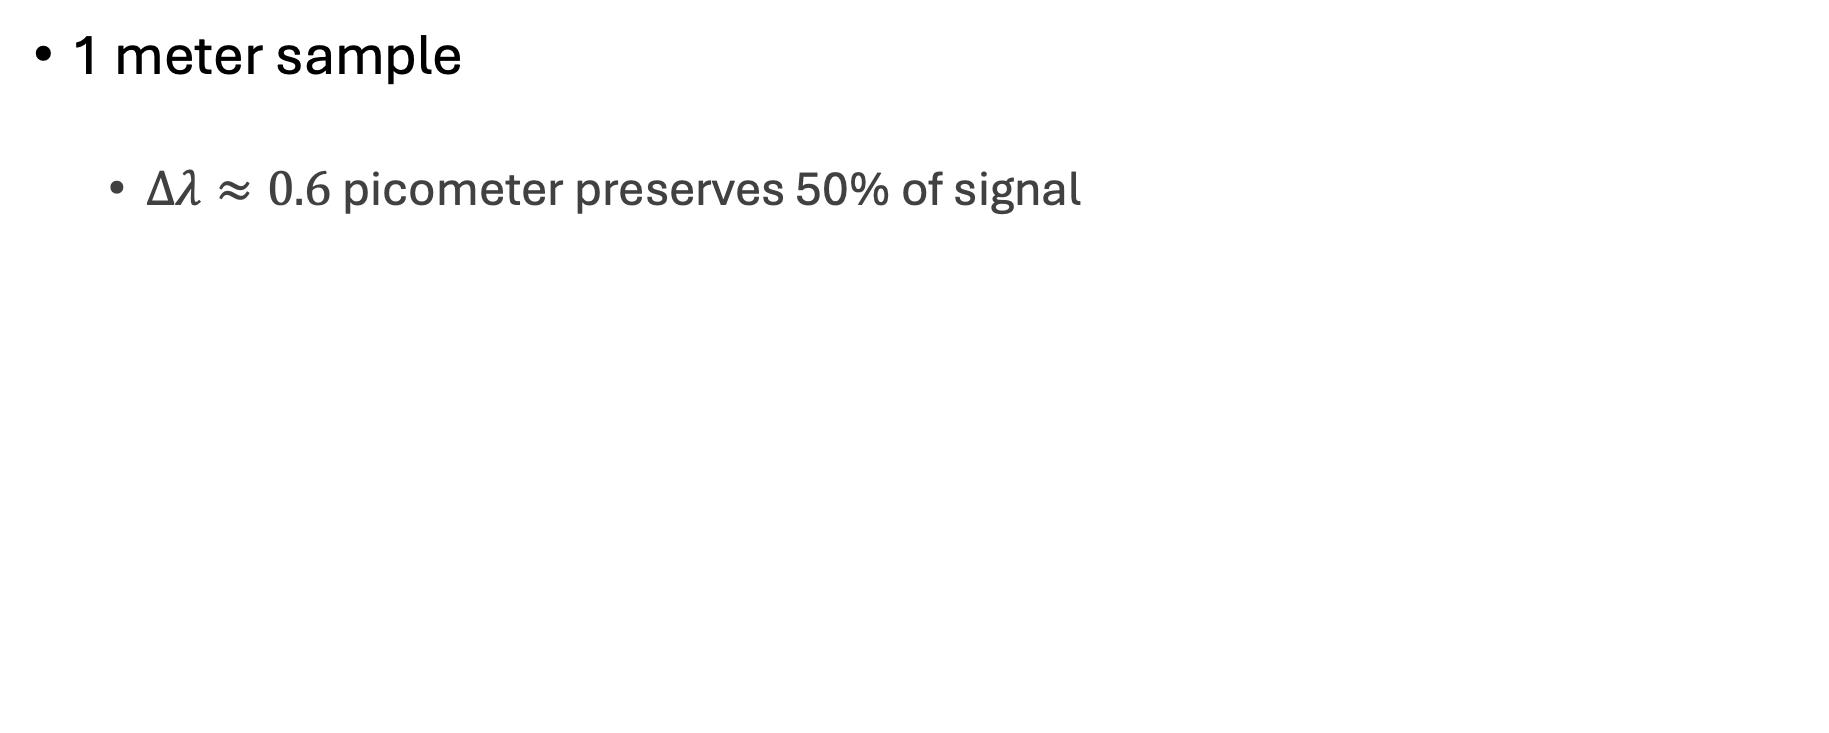 • 1 meter sample
• Δλ ≈ 0.6 picometer preserves 50% of signal